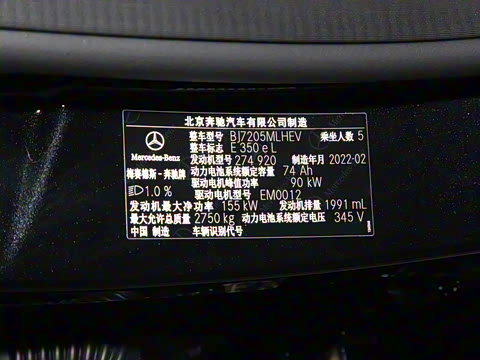 北京奔驰汽车有限公司制造
整车型号 BJ7205MLHEV 乘坐人数 5
整车标志 E 350 e L
Mercedes-Benz 发动机型号 274 920 制造年月 2022-02
梅赛德斯-奔驰牌 动力电池系统额定容量 74 Ah
1.0 % 驱动电机峰值功率 90 kW
驱动电机型号 EM0012
发动机最大净功率 155 kW 发动机排量 1991 mL
最大允许总质量 2750 kg 动力电池系统额定电压 345 V
中国 制造 车辆识别代号